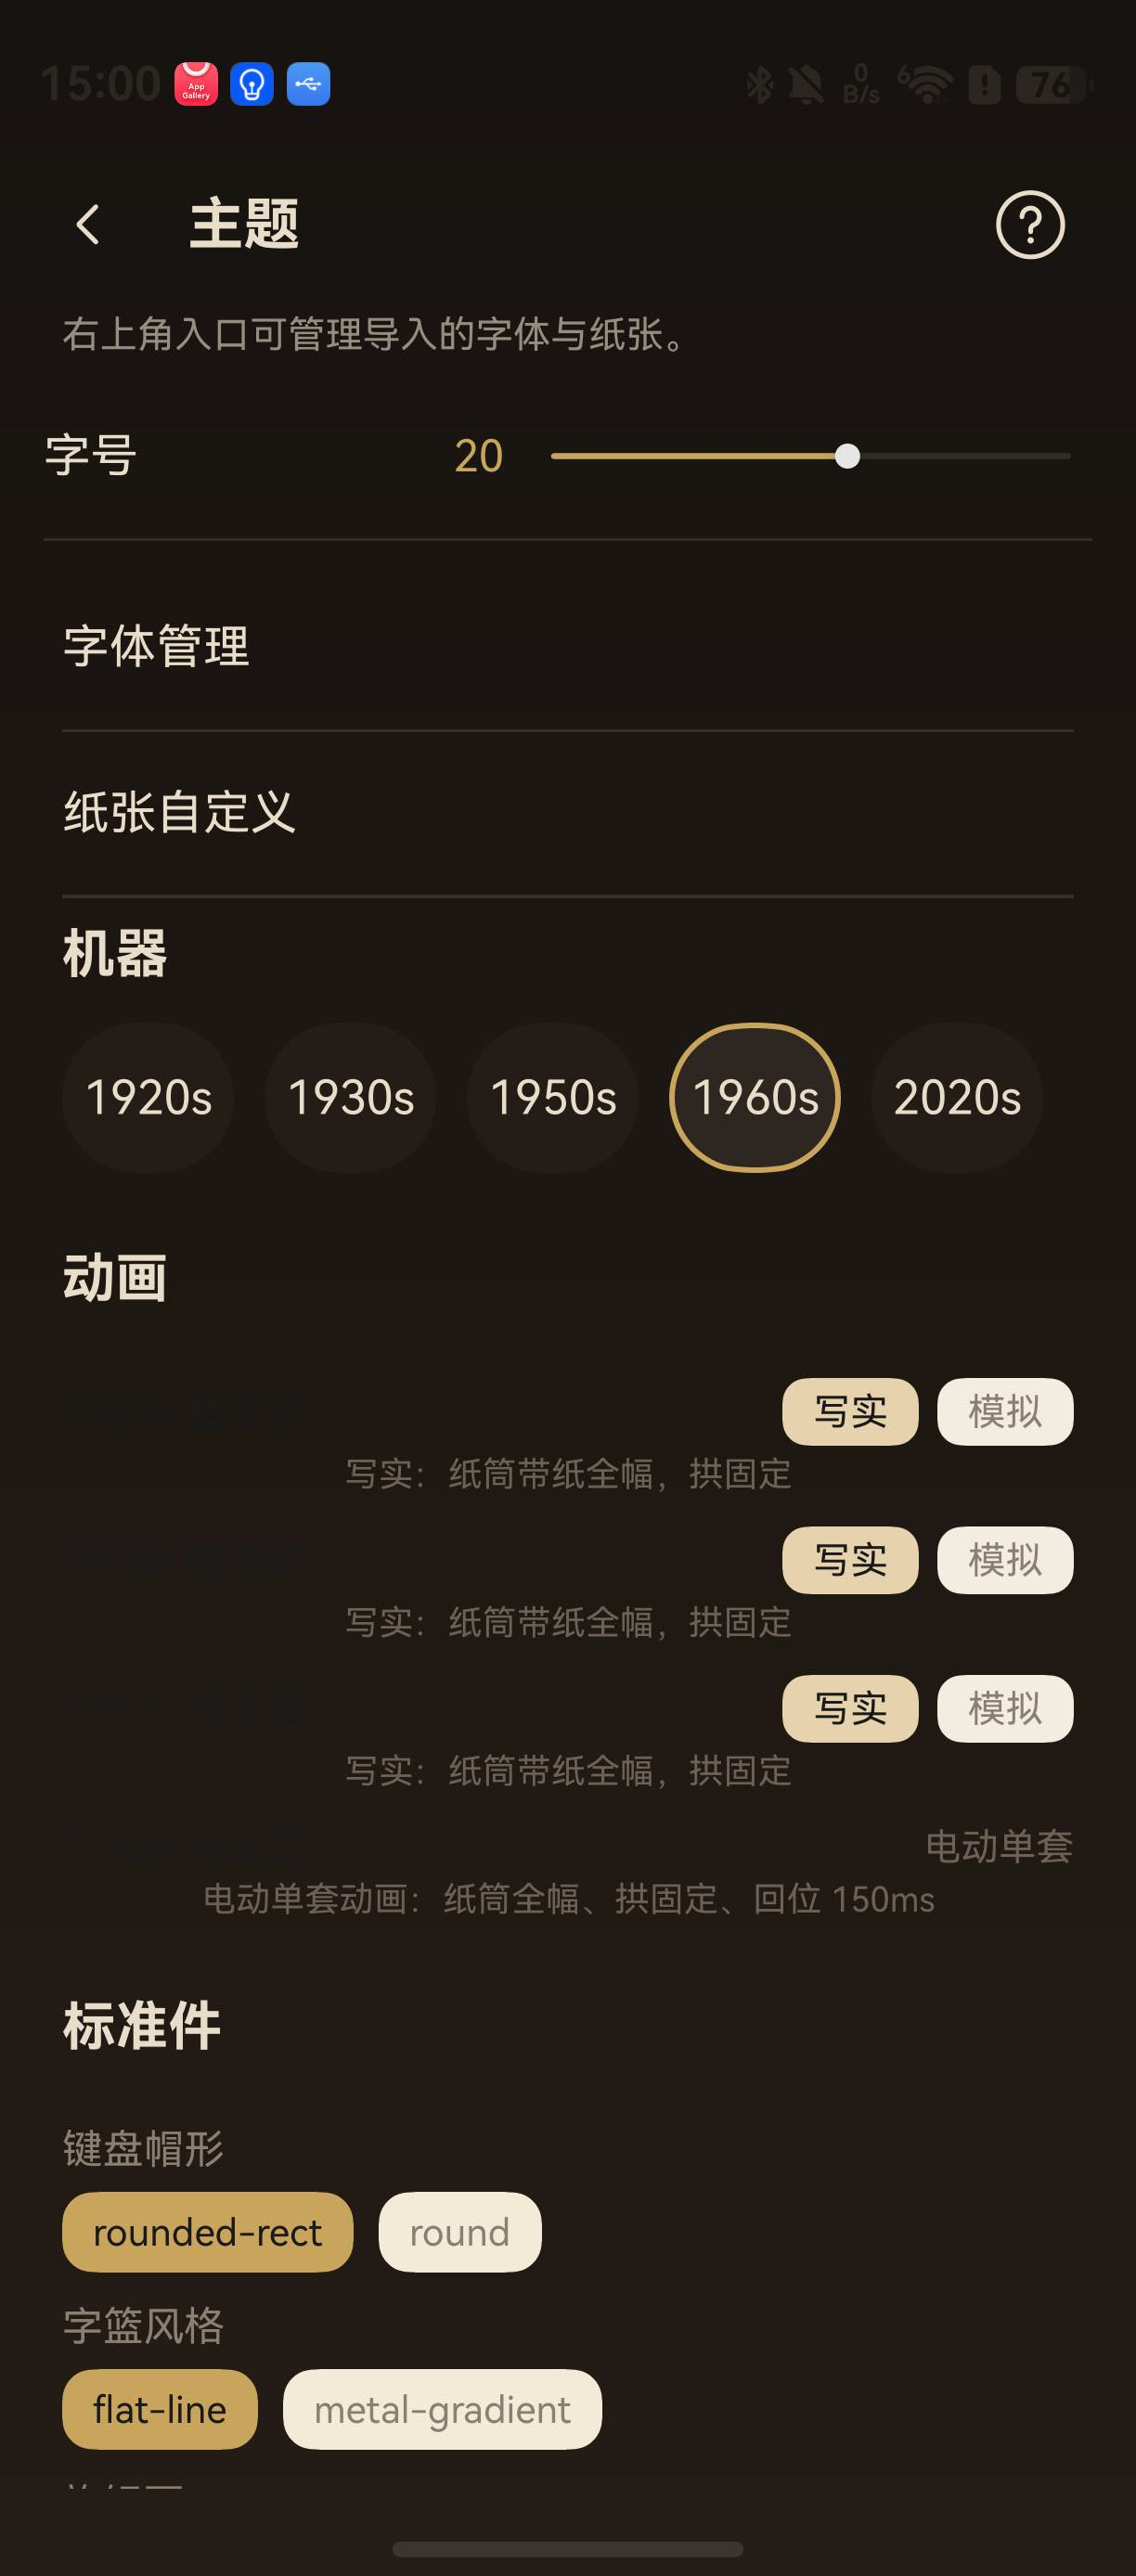 15:00
App
Gallery
0
B/s
6
76
主题
右上角入口可管理导入的字体与纸张。
字号 20
字体管理
纸张自定义
机器
1920s 1930s 1950s 1960s 2020s
动画
写实 模拟
写实：纸筒带纸全幅，拱固定
写实 模拟
写实：纸筒带纸全幅，拱固定
写实 模拟
写实：纸筒带纸全幅，拱固定
电动单套
电动单套动画：纸筒全幅、拱固定、回位 150ms
标准件
键盘帽形
rounded-rect round
字篮风格
flat-line metal-gradient